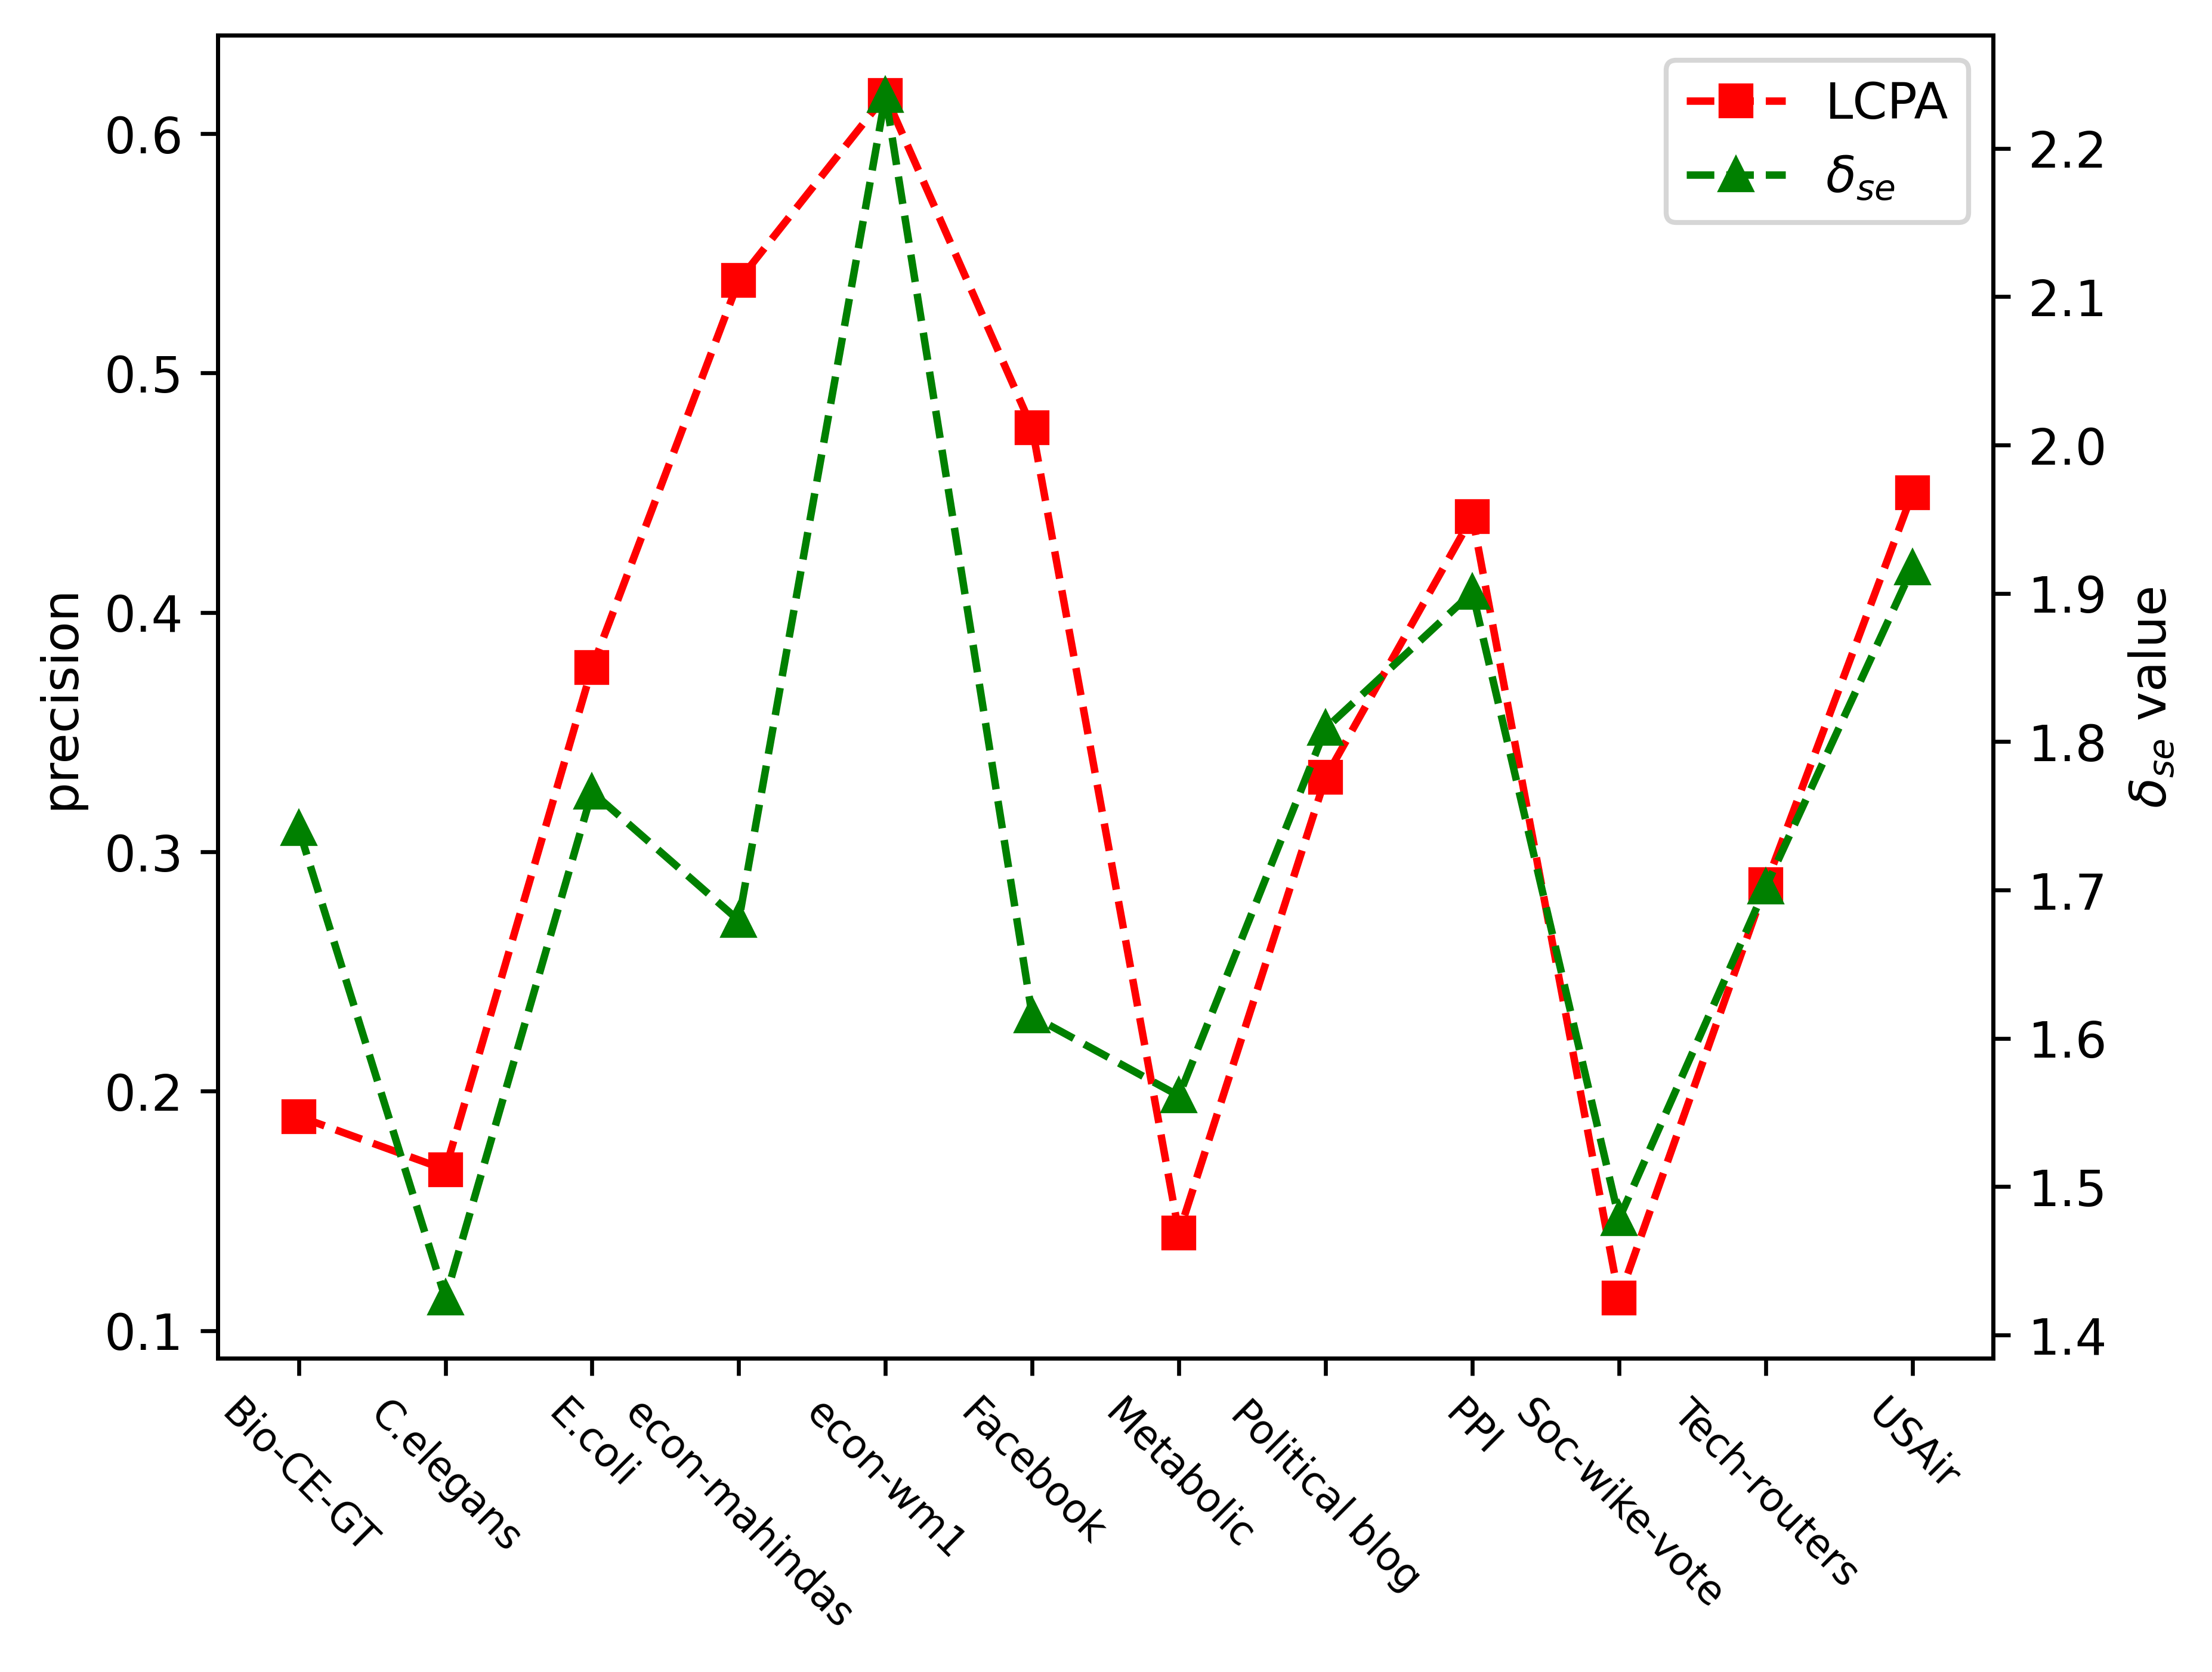 LCPA
δse
0.6
0.5
0.4
0.3
0.2
0.1
precision
2.2
2.1
2.0
1.9
1.8
1.7
1.6
1.5
1.4
δse value
Bio-CE-GT
C.elegans
E.coli
econ-mahindas
econ-wm1
Facebook
Metabolic
Political blog
PPI
Soc-wike-vote
Tech-routers
USAir